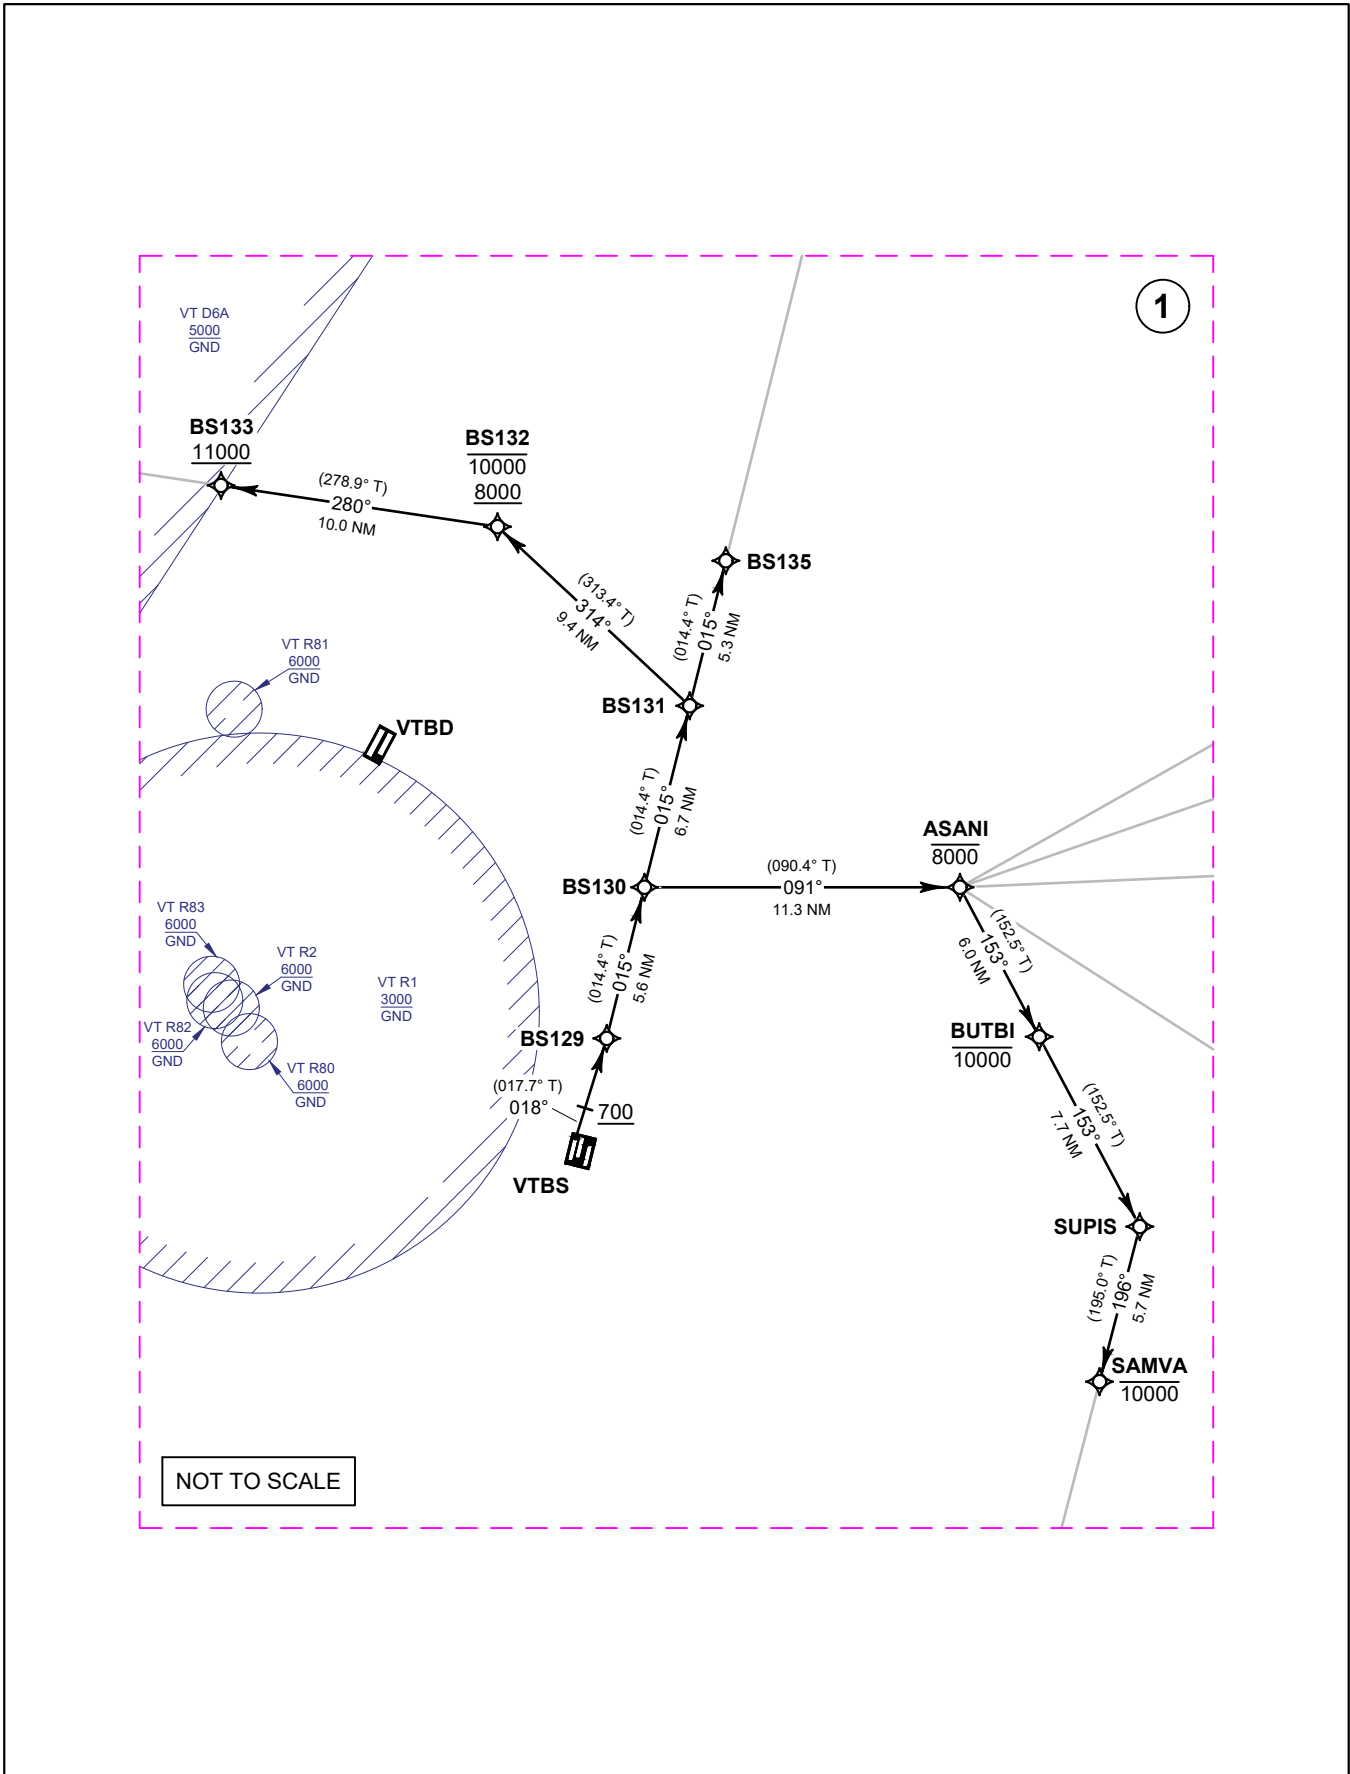 1
VT D6A
5000
GND
BS133
11000
BS132
10000
8000
(278.9° T)
280°
10.0 NM
BS135
(313.4° T)
314°
9.4 NM
(014.4° T)
015°
5.3 NM
VT R81
6000
GND
BS131
VTBD
(014.4° T)
015°
6.7 NM
ASANI
8000
BS130
(090.4° T)
091°
11.3 NM
VT R83
6000
GND
VT R2
6000
GND
VT R1
3000
GND
(014.4° T)
015°
5.6 NM
(152.5° T)
153°
6.0 NM
VT R82
6000
GND
BS129
BUTBI
10000
VT R80
6000
GND
(017.7° T)
018°
700
(152.5° T)
153°
7.7 NM
VTBS
SUPIS
(195.0° T)
196°
5.7 NM
SAMVA
10000
NOT TO SCALE